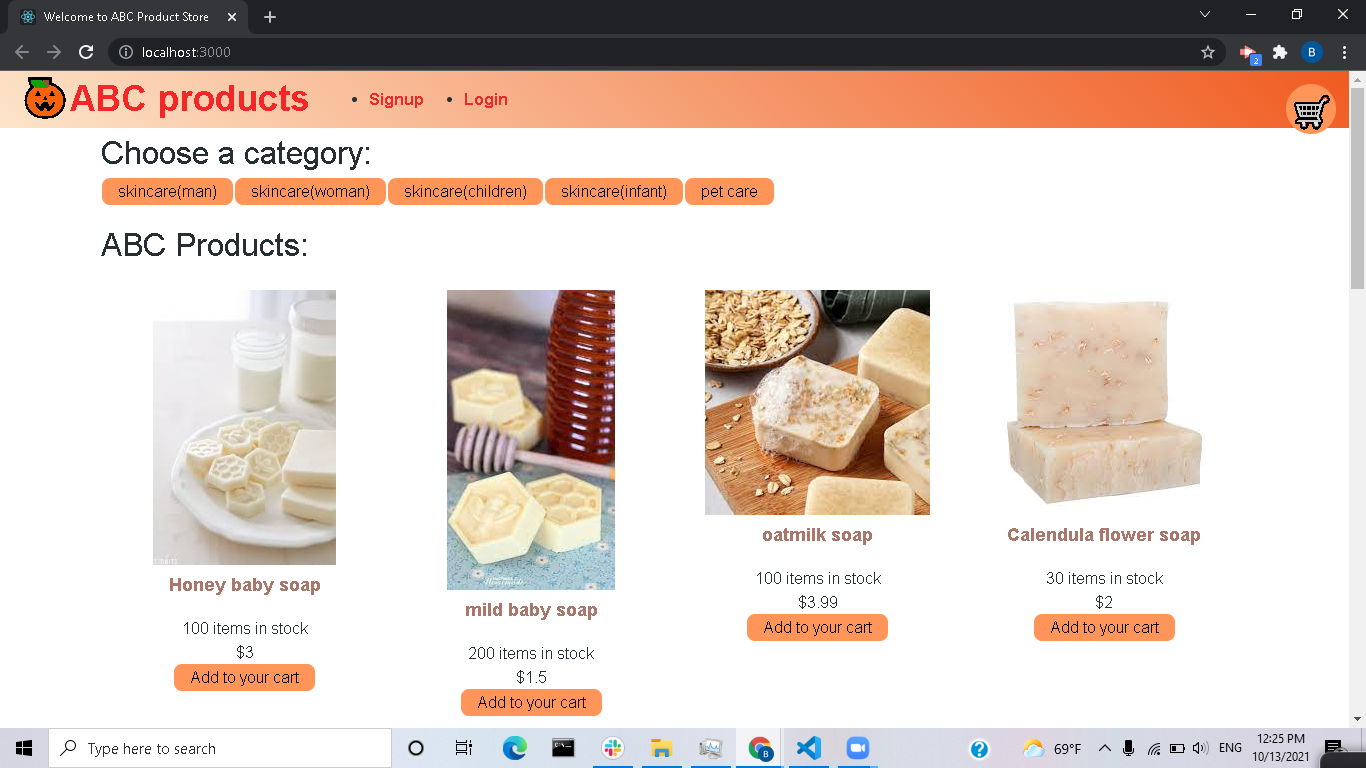 Welcome to ABC Product Store
localhost:3000
B
2
ABC products
Signup
Login
Choose a category:
skincare(man) skincare(woman) skincare(children) skincare(infant) pet care
ABC Products:
Honey baby soap
100 items in stock
$3
Add to your cart
mild baby soap
200 items in stock
$1.5
Add to your cart
oatmilk soap
100 items in stock
$3.99
Add to your cart
Calendula flower soap
30 items in stock
$2
Add to your cart
Type here to search
B
69°F
ENG
12:25 PM
10/13/2021